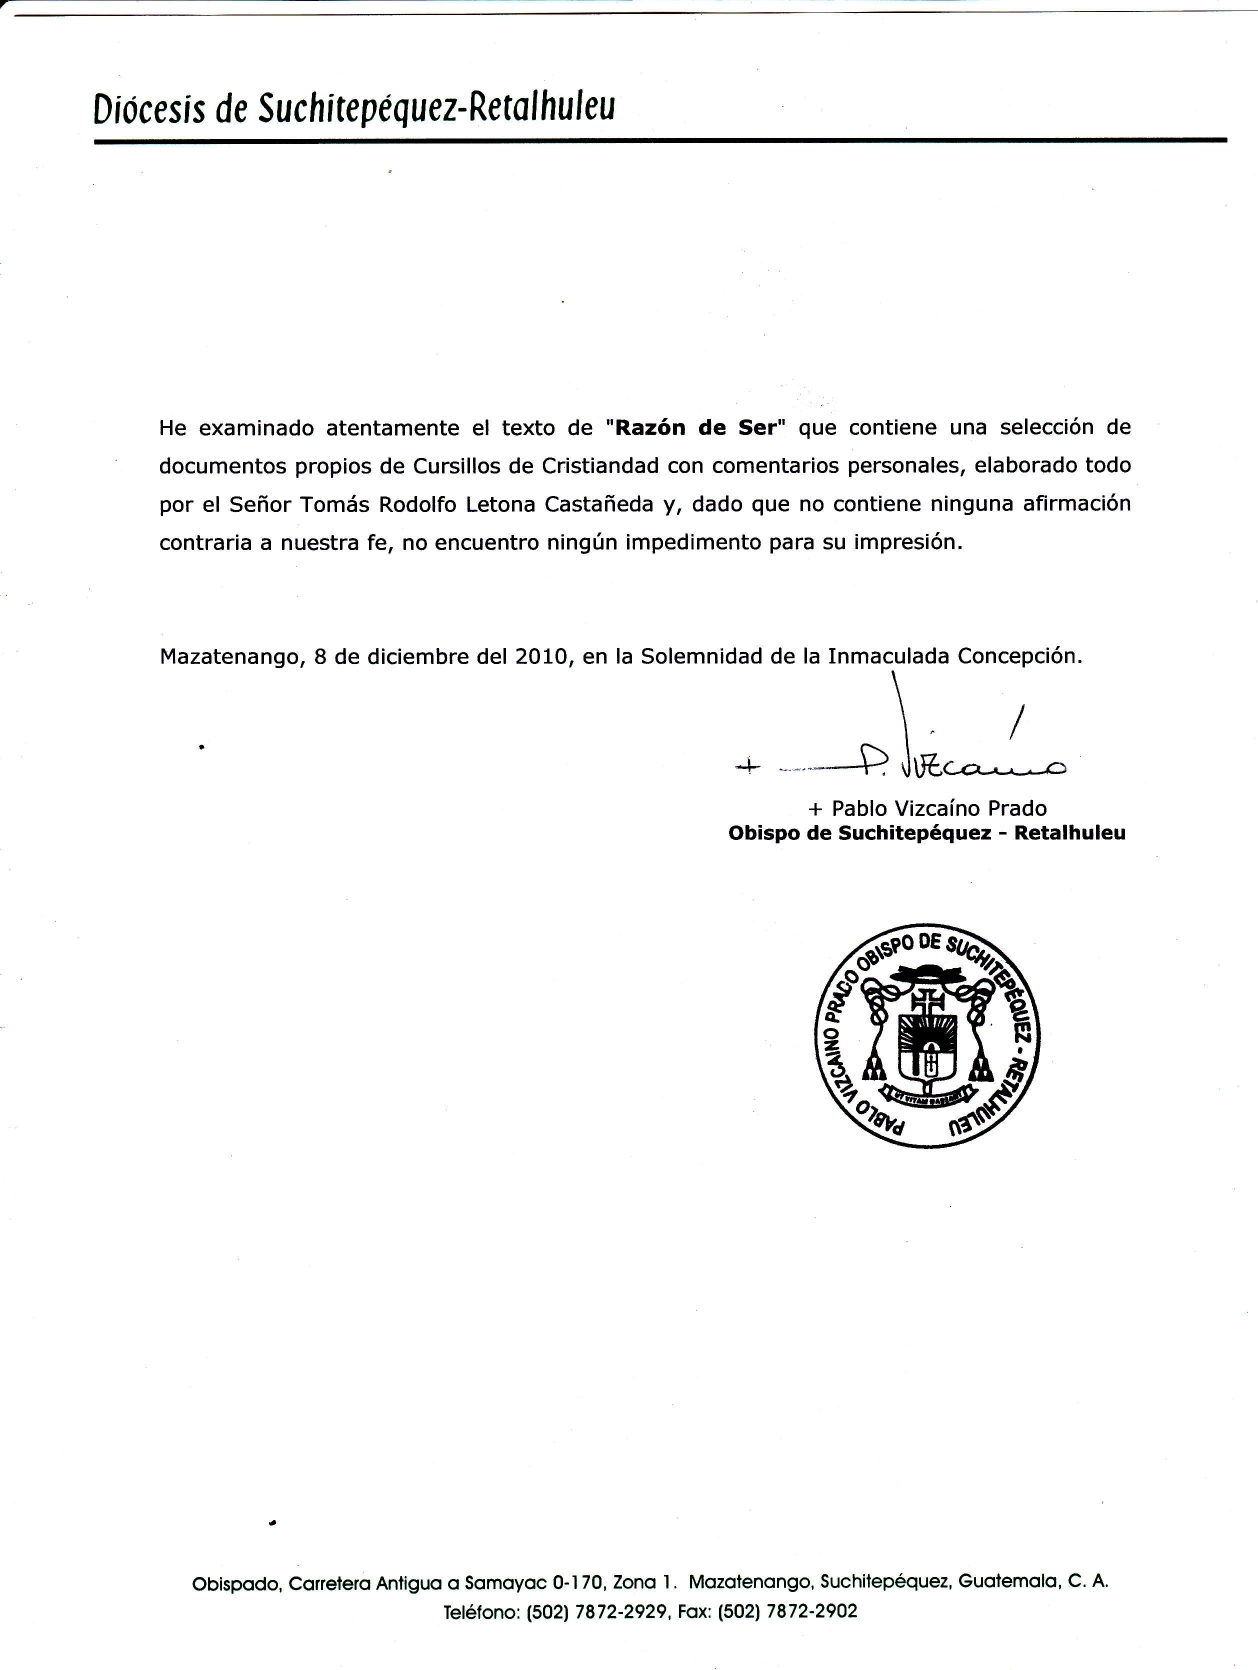 Diócesis de Suchitepéquez-Retalhuleu
He examinado atentamente el texto de "Razón de Ser" que contiene una selección de
documentos propios de Cursillos de Cristiandad con comentarios personales, elaborado todo
por el Señor Tomás Rodolfo Letona Castañeda y, dado que no contiene ninguna afirmación
contraria a nuestra fe, no encuentro ningún impedimento para su impresión.
Mazatenango, 8 de diciembre del 2010, en la Solemnidad de la Inmaculada Concepción.
+ P. Vizcaíno
+ Pablo Vizcaíno Prado
Obispo de Suchitepéquez - Retalhuleu
PABLO VIZCAINO PRADO OBISPO DE SUCHITEPÉQUEZ - RETALHULEU
Obispado, Carretera Antigua a Samayac 0-170, Zona 1. Mazatenango, Suchitepéquez, Guatemala, C. A.
Teléfono: (502) 7872-2929, Fax: (502) 7872-2902